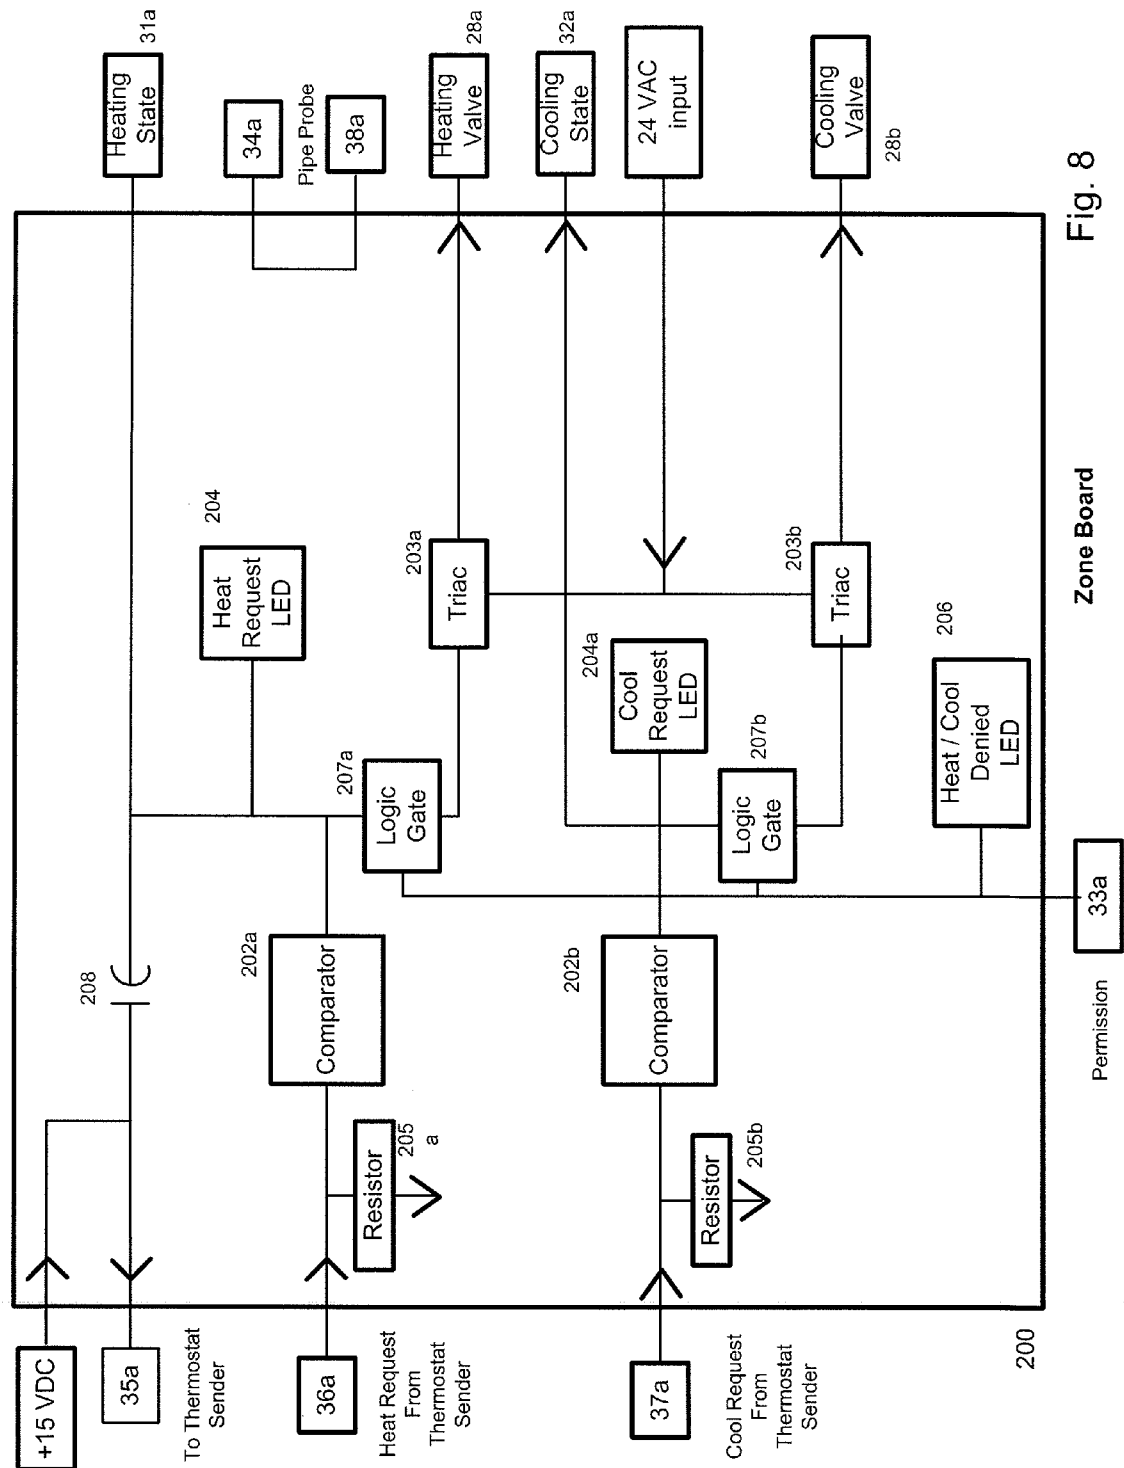 +15 VDC
35a
To Thermostat
Sender
36a
Heat Request
From
Thermostat
Sender
37a
Cool Request
From
Thermostat
Sender
200
208
Resistor
205
a
Resistor
205b
Comparator
202a
Comparator
202b
Permission
33a
Heat
Request
LED
204
Logic
Gate
207a
Triac
203a
Cool
Request
LED
204a
Logic
Gate
207b
Triac
203b
Heat / Cool
Denied
LED
206
Zone Board
Heating
State
31a
34a
Pipe Probe
38a
Heating
Valve
28a
Cooling
State
32a
24 VAC
input
Cooling
Valve
28b
Fig. 8